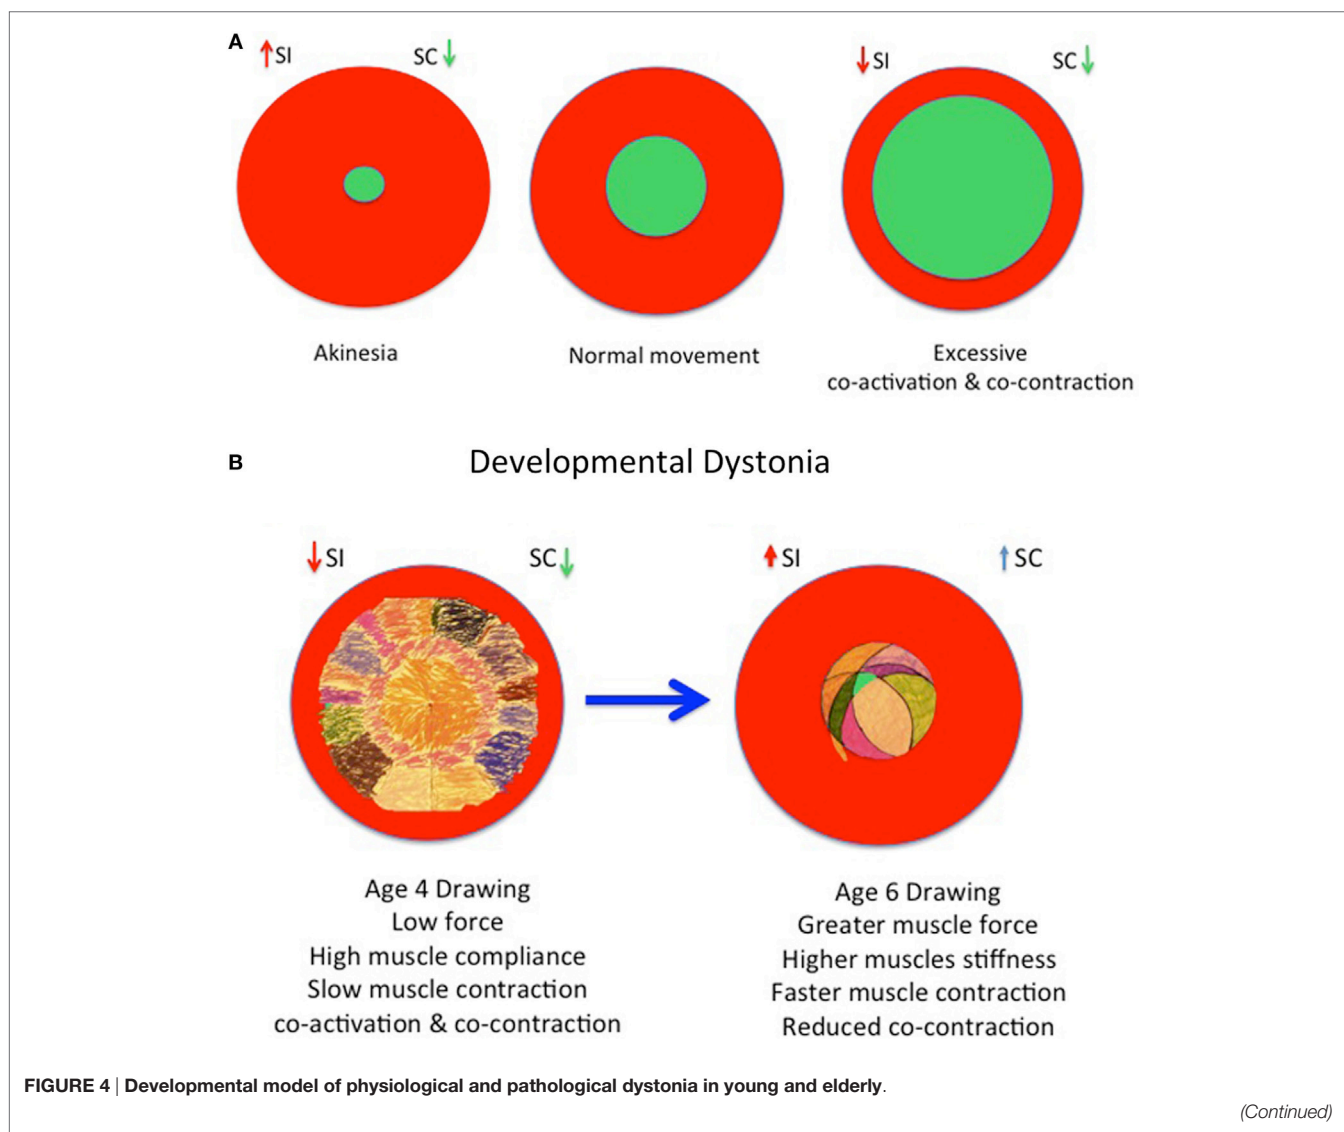 A
↑SI SC↓
↓SI SC↓
Akinesia
Normal movement
Excessive
co-activation & co-contraction
B
Developmental Dystonia
↓SI SC↓
↑SI ↑SC
Age 4 Drawing
Low force
High muscle compliance
Slow muscle contraction
co-activation & co-contraction
Age 6 Drawing
Greater muscle force
Higher muscles stiffness
Faster muscle contraction
Reduced co-contraction
FIGURE 4 | Developmental model of physiological and pathological dystonia in young and elderly.
(Continued)